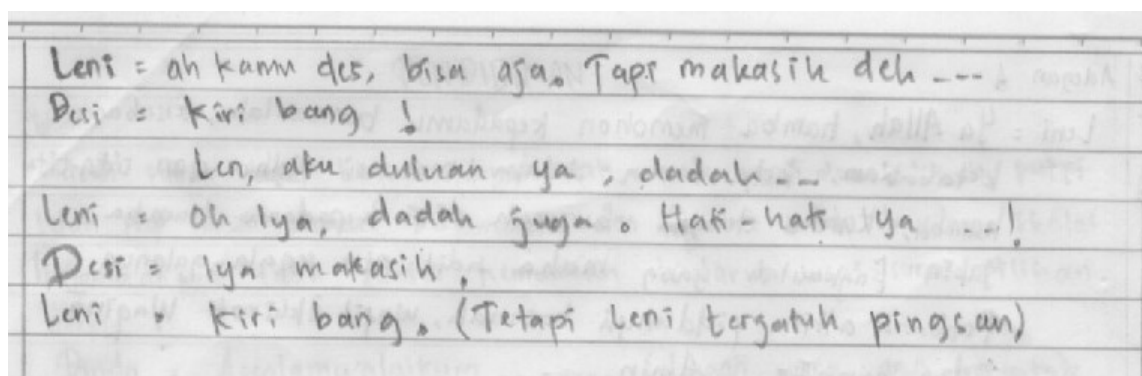 Leni = ah kamu des, bisa aja. Tapi makasih deh ---.
Desi = Kiri bang !
Len, aku duluan ya, dadah---
Leni = Oh Iya, dadah juga. Hati-hati ya !
Desi = Iya makasih.
Leni Kiri bang. (Tetapi Leni terjatuh pingsan)